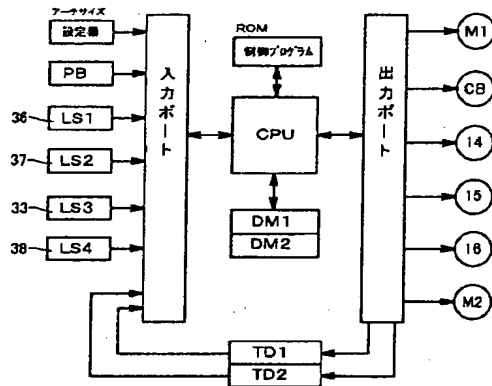 アーチサイズ
設定器
PB
36
LS1
37
LS2
33
LS3
38
LS4
入力ポート
ROM
制御プログラム
CPU
DM1
DM2
出力ポート
M1
CB
14
15
16
M2
TD1
TD2